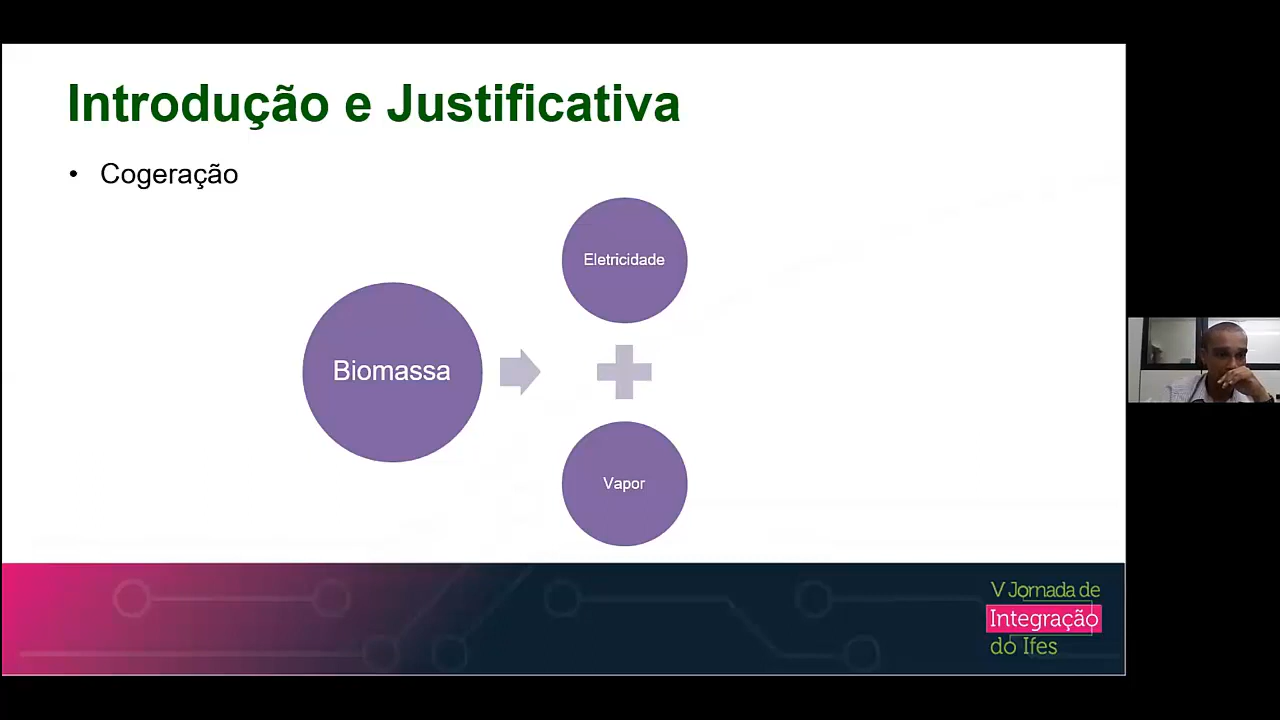 Introdução e Justificativa
• Cogeração
Eletricidade
Biomassa
Vapor
V Jornada de
Integração
do Ifes